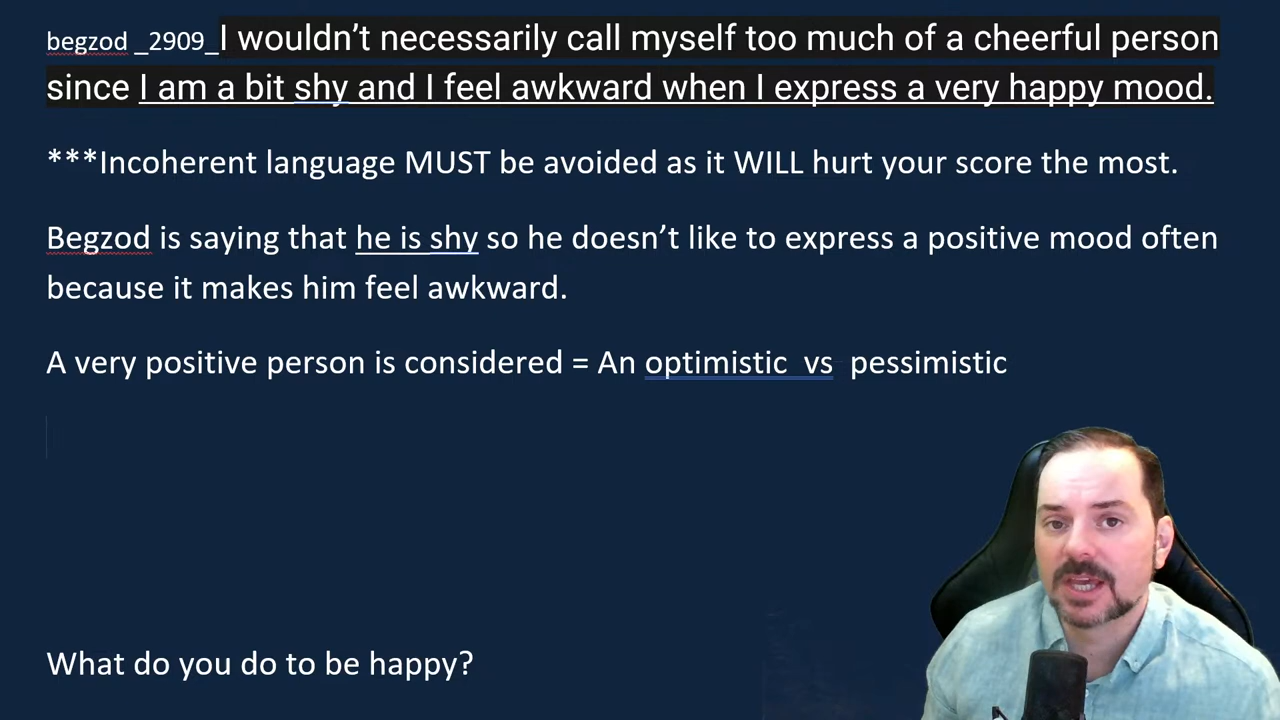 begzod _2909_I wouldn’t necessarily call myself too much of a cheerful person
since I am a bit shy and I feel awkward when I express a very happy mood.
***Incoherent language MUST be avoided as it WILL hurt your score the most.
Begzod is saying that he is shy so he doesn’t like to express a positive mood often
because it makes him feel awkward.
A very positive person is considered = An optimistic  vs  pessimistic
What do you do to be happy?